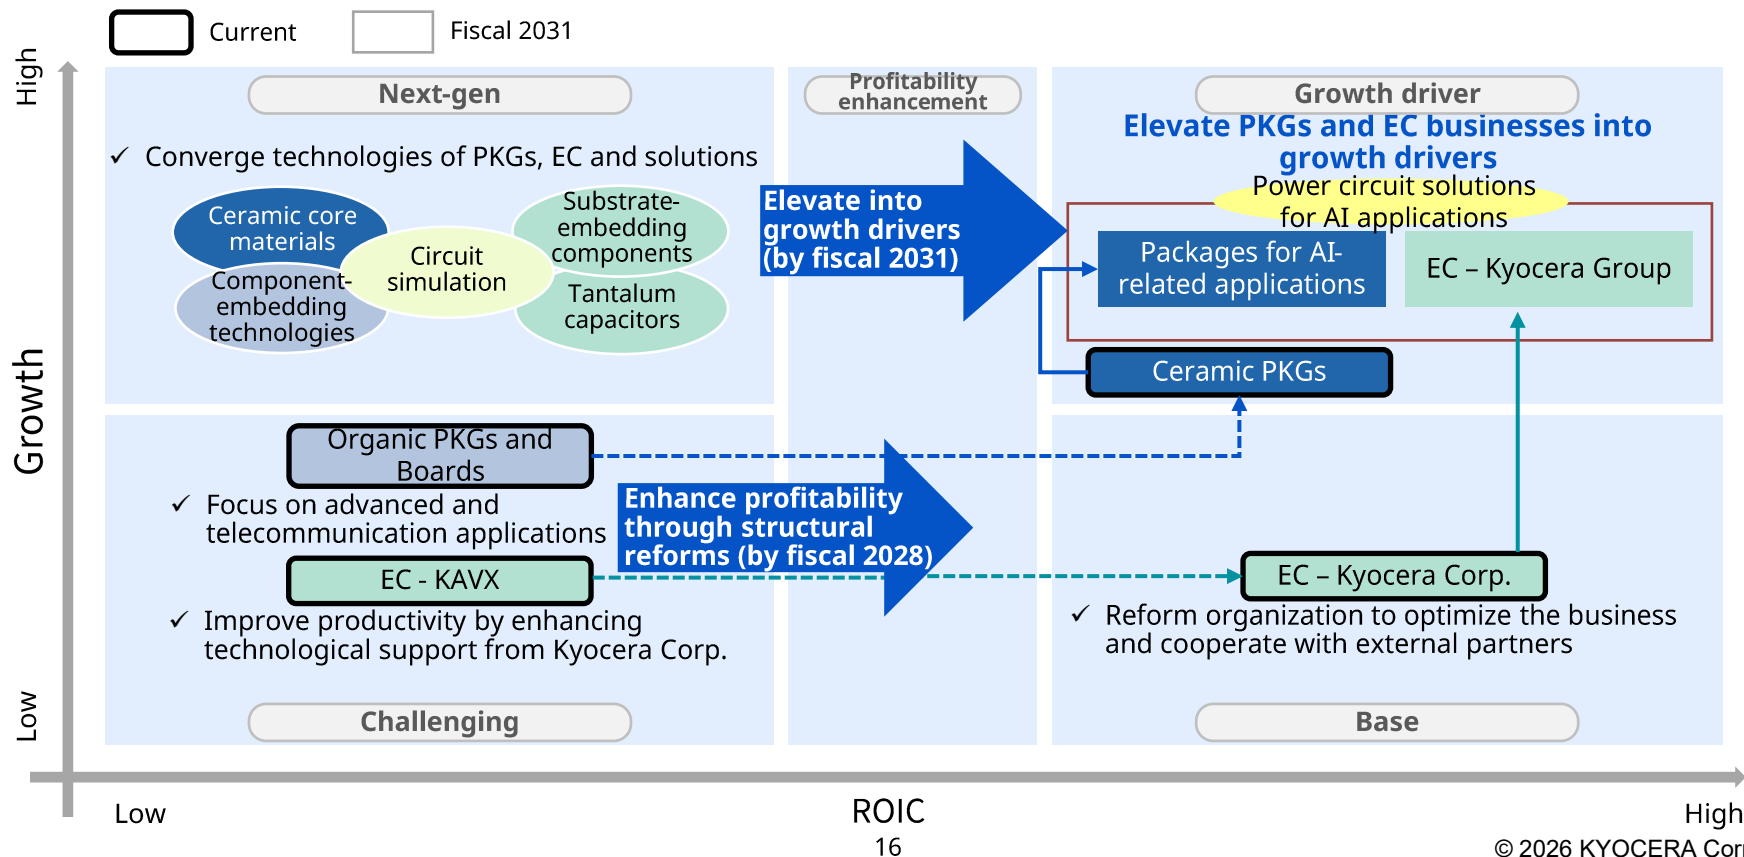 Current
Fiscal 2031
High
Growth
Low
Next-gen
✓ Converge technologies of PKGs, EC and solutions
Ceramic core
materials
Component-
embedding
technologies
Circuit
simulation
Substrate-
embedding
components
Tantalum
capacitors
Profitability
enhancement
Elevate into
growth drivers
(by fiscal 2031)
Growth driver
Elevate PKGs and EC businesses into
growth drivers
Power circuit solutions
for AI applications
Packages for AI-
related applications
EC – Kyocera Group
Ceramic PKGs
Organic PKGs and
Boards
✓ Focus on advanced and
telecommunication applications
Enhance profitability
through structural
reforms (by fiscal 2028)
EC - KAVX
✓ Improve productivity by enhancing
technological support from Kyocera Corp.
Challenging
EC – Kyocera Corp.
✓ Reform organization to optimize the business
and cooperate with external partners
Base
Low
ROIC
High
16
© 2026 KYOCERA